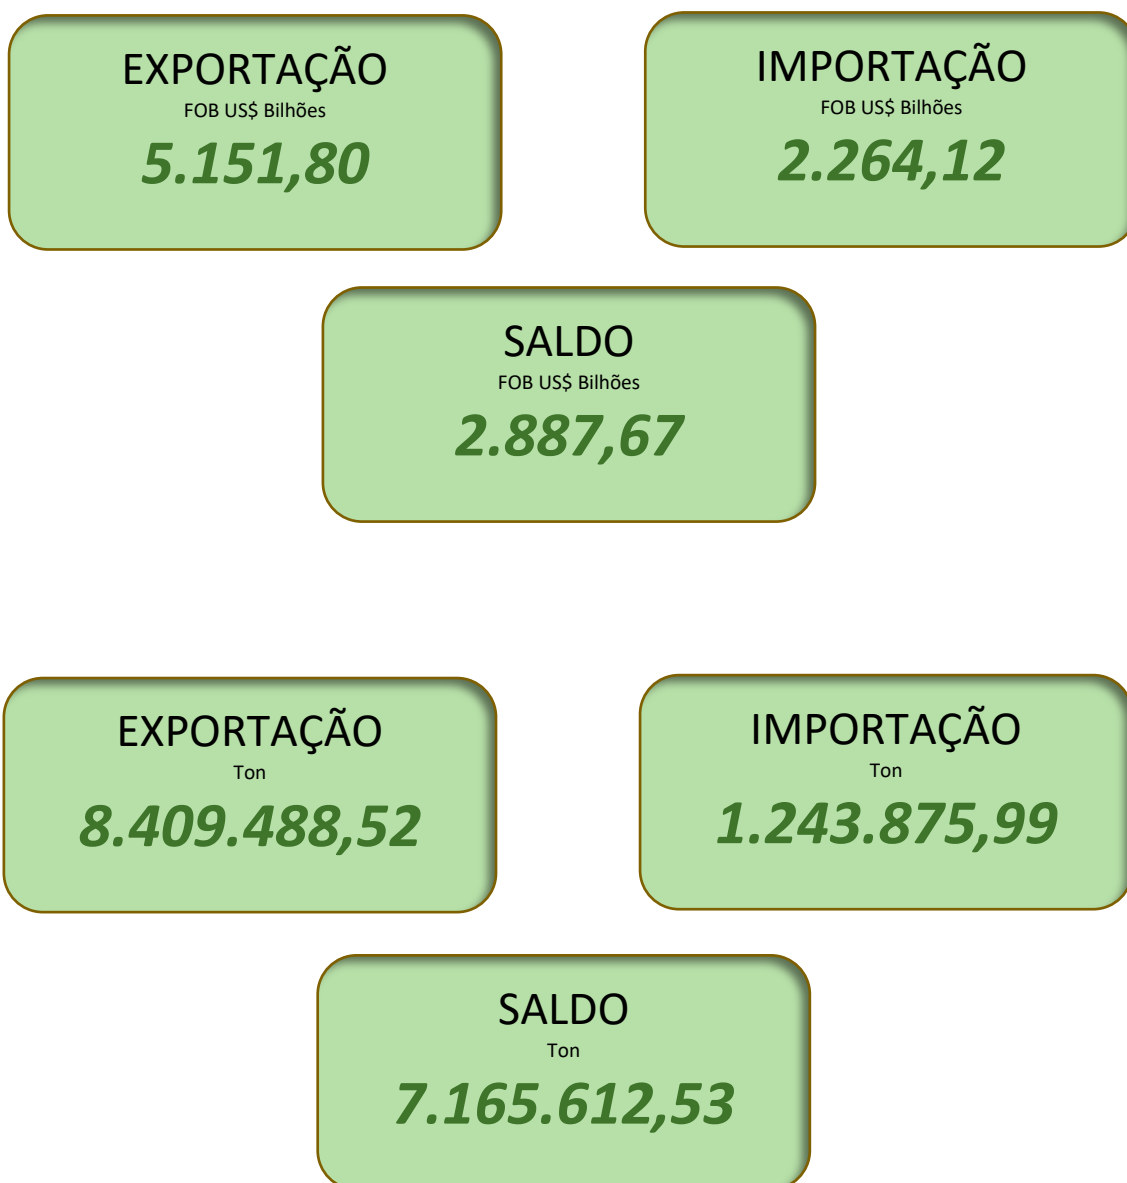 EXPORTAÇÃO
FOB US$ Bilhões
5.151,80
IMPORTAÇÃO
FOB US$ Bilhões
2.264,12
SALDO
FOB US$ Bilhões
2.887,67
EXPORTAÇÃO
Ton
8.409.488,52
IMPORTAÇÃO
Ton
1.243.875,99
SALDO
Ton
7.165.612,53